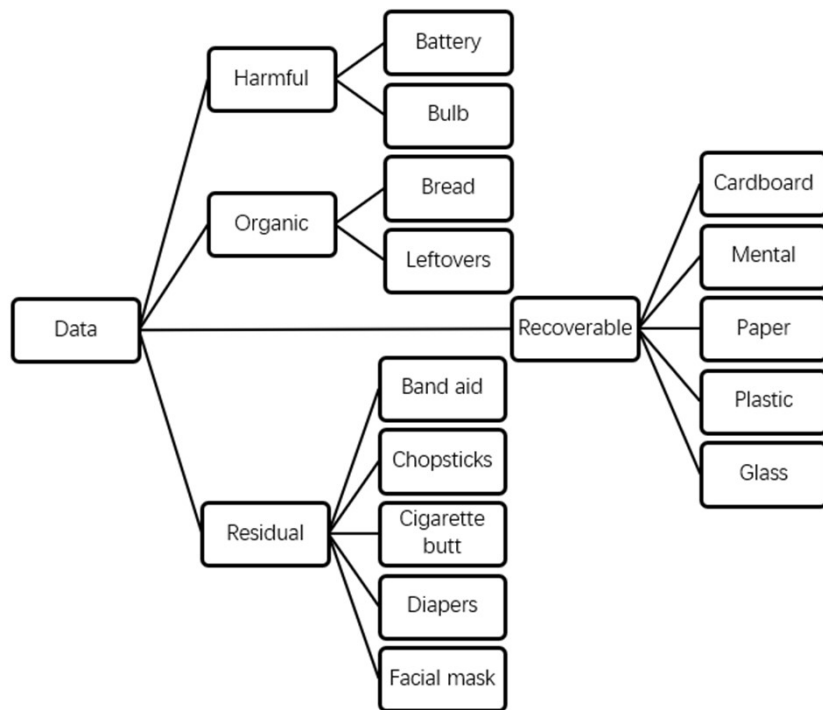 Data
Harmful
Battery
Bulb
Organic
Bread
Leftovers
Recoverable
Cardboard
Mental
Paper
Plastic
Glass
Residual
Band aid
Chopsticks
Cigarette
butt
Diapers
Facial mask